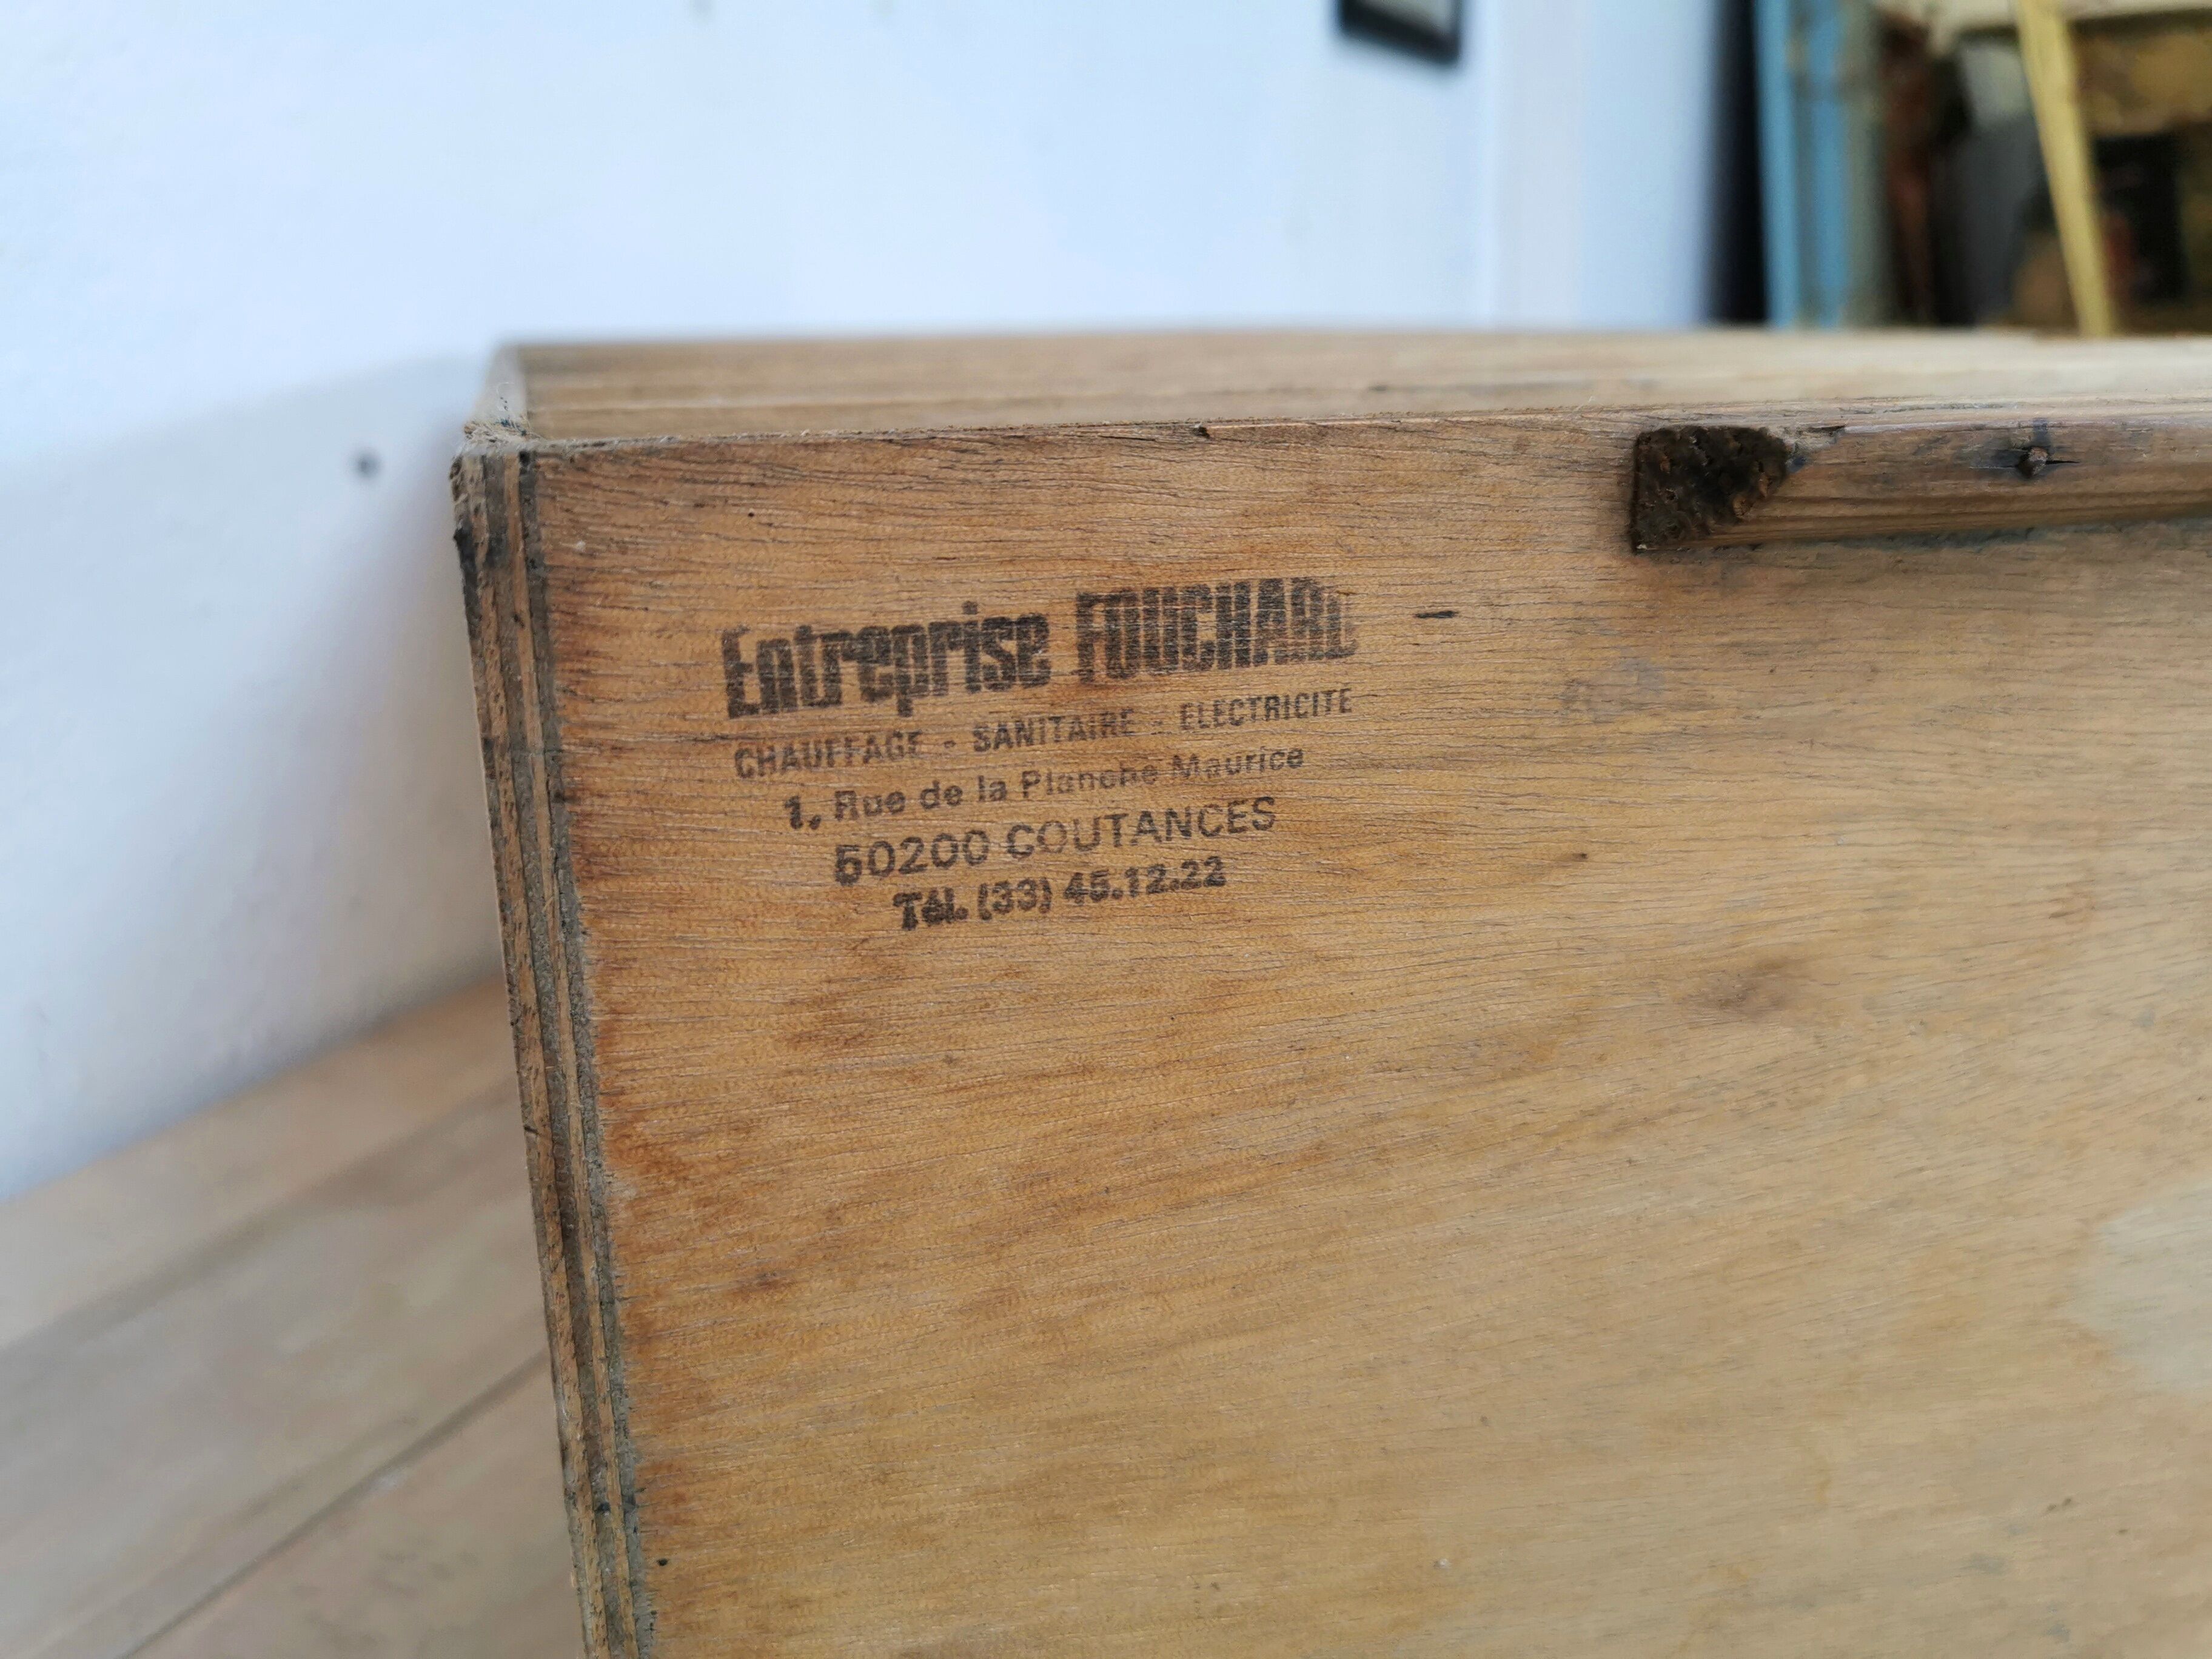 Entreprise FOUCHARD
CHAUFFAGE - SANITAIRE - ELECTRICITE
1, Rue de la Planche Maurice
50200 COUTANCES
Tél. (33) 45.12.22